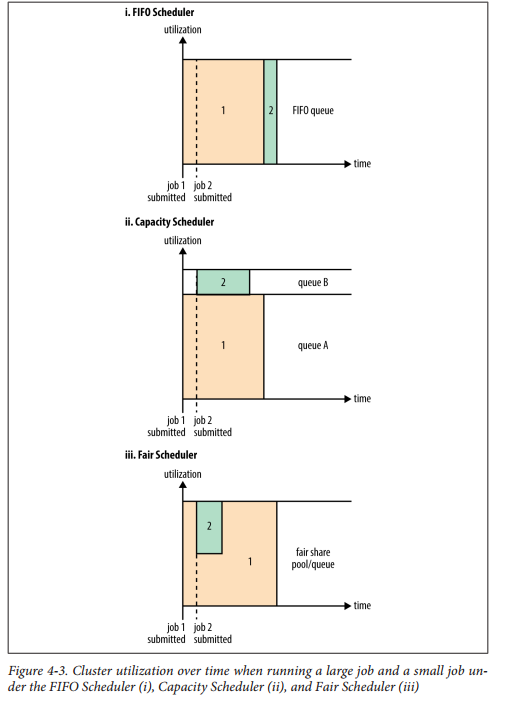 i. FIFO Scheduler
utilization
1
2
FIFO queue
time
job 1 job 2
submitted submitted
ii. Capacity Scheduler
utilization
2
queue B
1
queue A
time
job 1 job 2
submitted submitted
iii. Fair Scheduler
utilization
2
1
fair share
pool/queue
time
job 1 job 2
submitted submitted
Figure 4-3. Cluster utilization over time when running a large job and a small job un-
der the FIFO Scheduler (i), Capacity Scheduler (ii), and Fair Scheduler (iii)